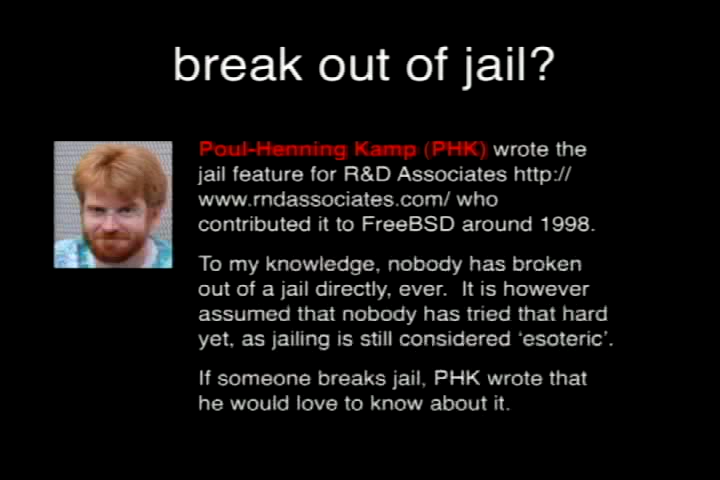 break out of jail?
Poul-Henning Kamp (PHK) wrote the
jail feature for R&D Associates http://
www.rndassociates.com/ who
contributed it to FreeBSD around 1998.
To my knowledge, nobody has broken
out of a jail directly, ever.  It is however
assumed that nobody has tried that hard
yet, as jailing is still considered ‘esoteric’.
If someone breaks jail, PHK wrote that
he would love to know about it.